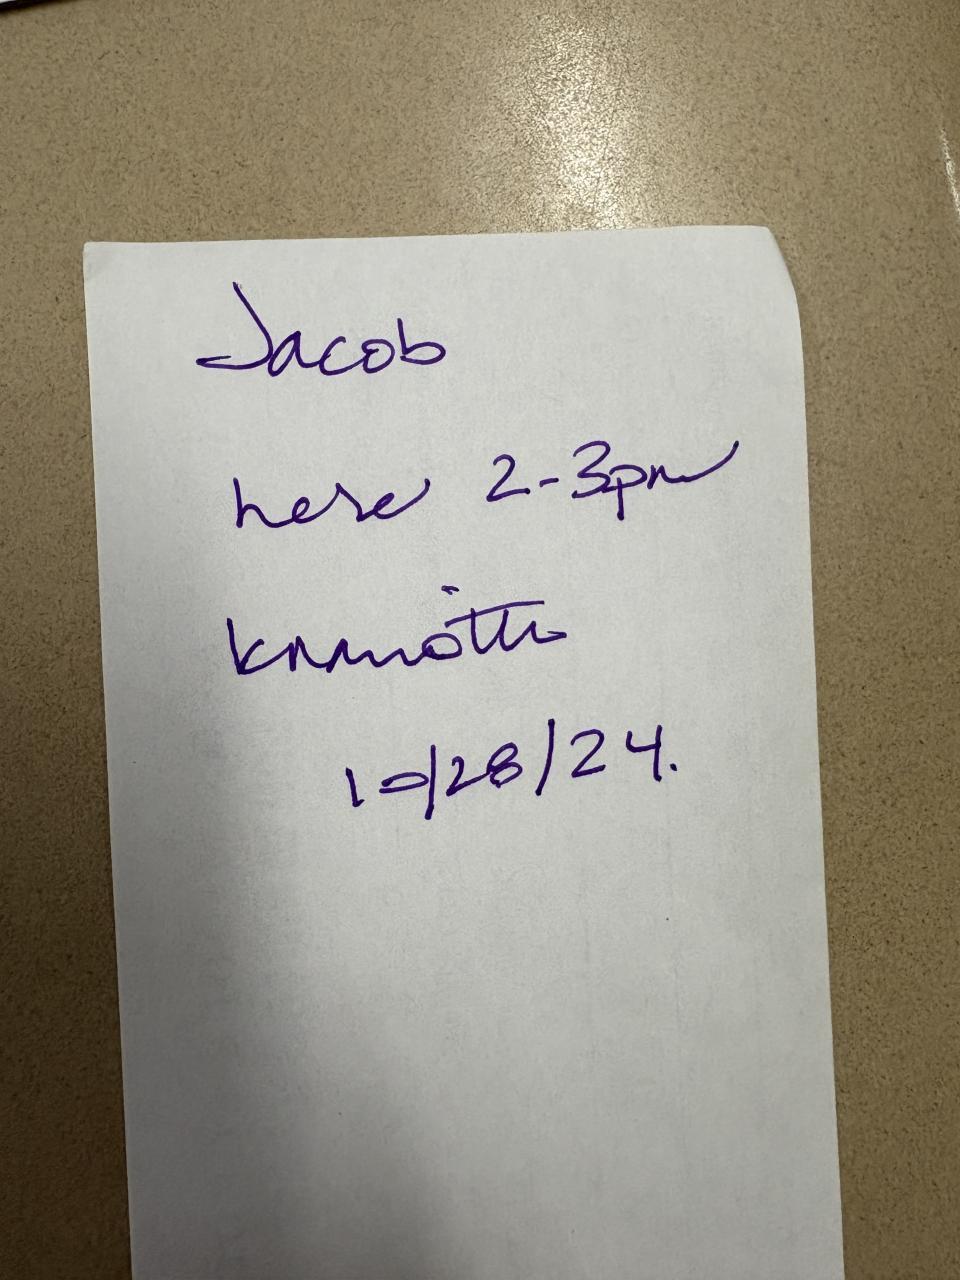 Jacob
here 2-3pm
10/28/24.